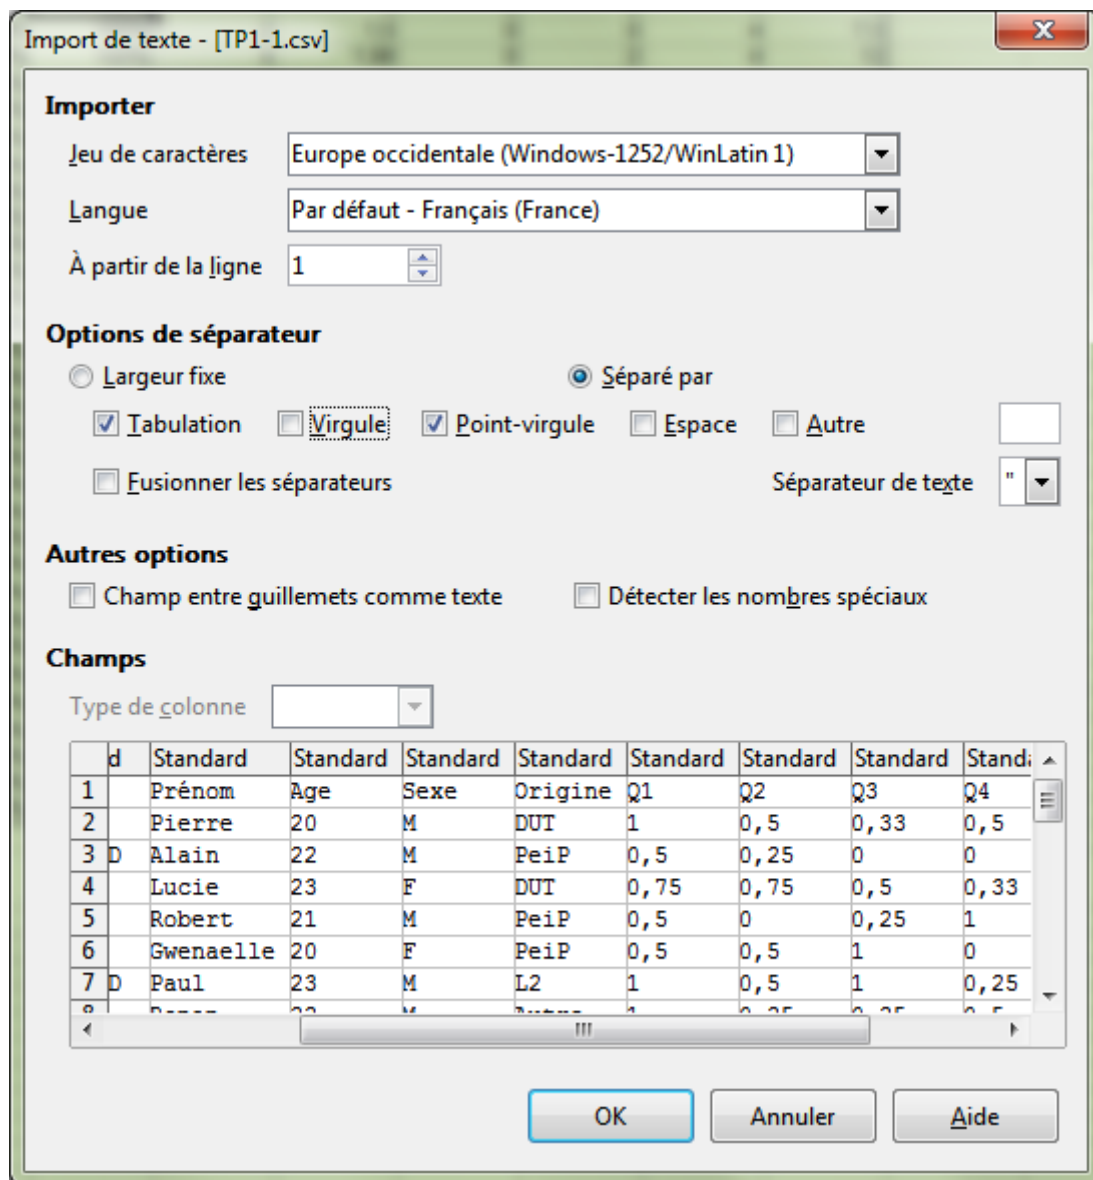 Import de texte - [TP1-1.csv]
Importer
Jeu de caractères Europe occidentale (Windows-1252/WinLatin 1)
Langue Par défaut - Français (France)
À partir de la ligne 1
Options de séparateur
Largeur fixe Séparé par
Tabulation Virgule Point-virgule Espace Autre
Fusionner les séparateurs Séparateur de texte "
Autres options
Champ entre guillemets comme texte Détecter les nombres spéciaux
Champs
Type de colonne
d Standard Standard Standard Standard Standard Standard Standard Standa
1 Prénom Age Sexe Origine Q1 Q2 Q3 Q4
2 Pierre 20 M DUT 1 0,5 0,33 0,5
3 D Alain 22 M PeiP 0,5 0,25 0 0
4 Lucie 23 F DUT 0,75 0,75 0,5 0,33
5 Robert 21 M PeiP 0,5 0 0,25 1
6 Gwenaelle 20 F PeiP 0,5 0,5 1 0
7 D Paul 23 M L2 1 0,5 1 0,25
OK Annuler Aide